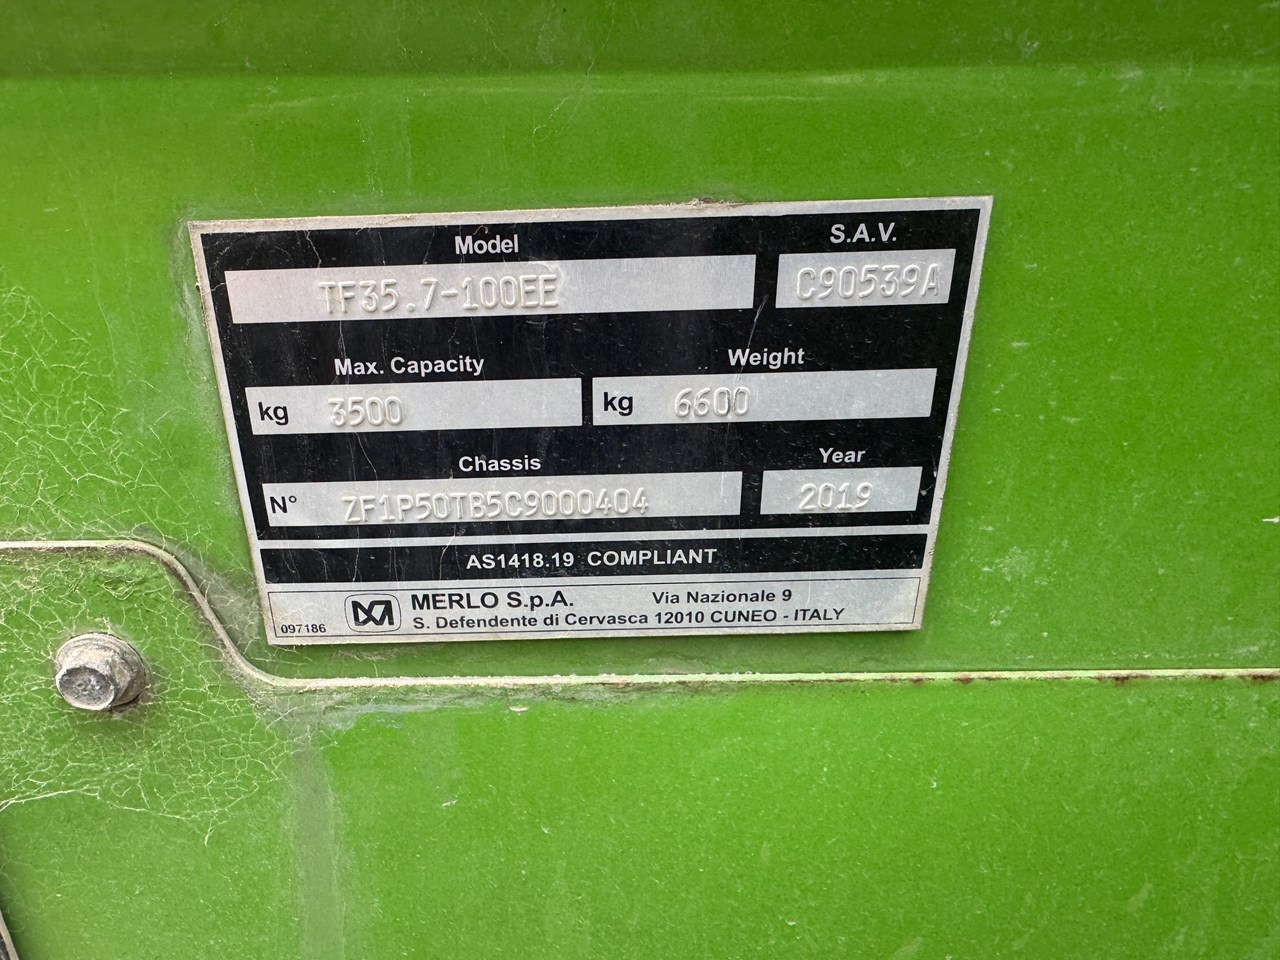 Model S.A.V.
TF35.7-100EE C90539A
Max. Capacity Weight
kg 3500 kg 6600
Chassis Year
N° ZF1P50TB5C9000404 2019
AS1418.19 COMPLIANT
MERLO S.p.A. Via Nazionale 9
097186 S. Defendente di Cervasca 12010 CUNEO - ITALY